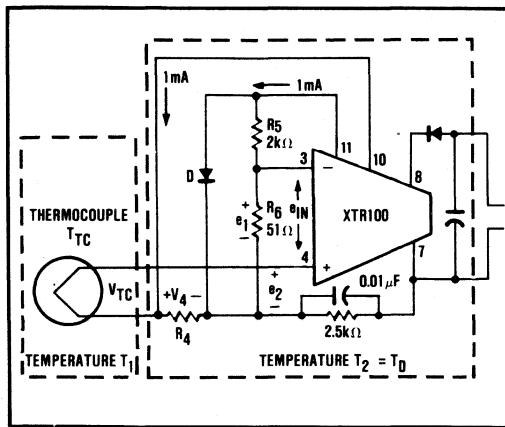 1mA
1mA
R5
2kΩ
11
10
3
−
8
D
THERMOCOUPLE
TTC
+
e1
−
R6
51Ω
eIN
XTR100
4
+
7
VTC
+V4 −
R4
+
e2
−
0.01μF
2.5kΩ
TEMPERATURE T1
TEMPERATURE T2 = TD